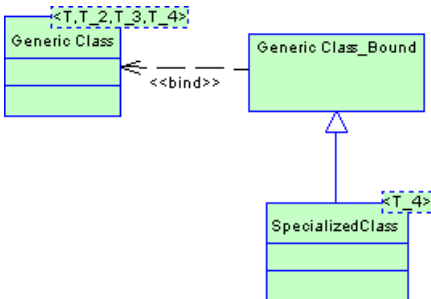 <T,T_2,T_3,T_4>
Generic Class
Generic Class_Bound
<<bind>>
<T_4>
SpecializedClass